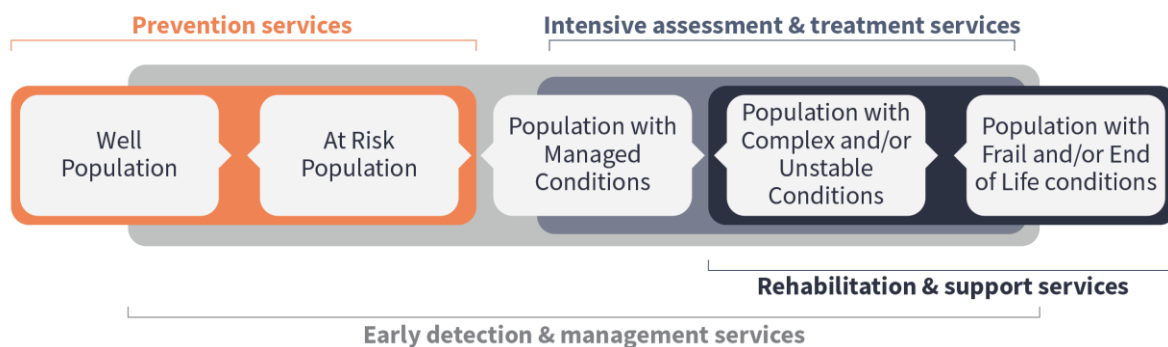 Prevention services
Intensive assessment & treatment services
Well
Population
At Risk
Population
Population with
Managed
Conditions
Population with
Complex and/or
Unstable
Conditions
Population with
Frail and/or End
of Life conditions
Rehabilitation & support services
Early detection & management services